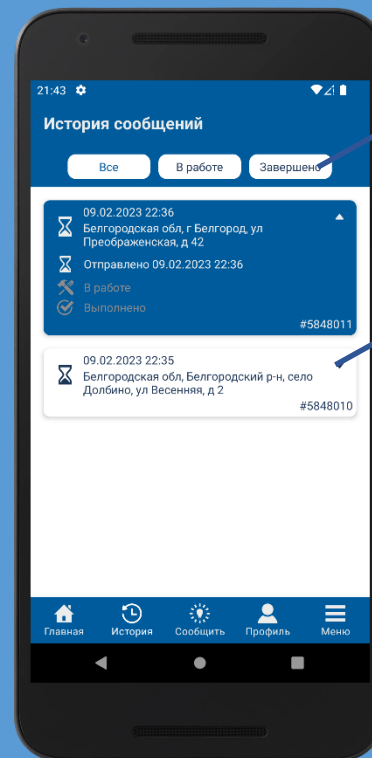 21:43
История сообщений
Все В работе Завершено
09.02.2023 22:36
Белгородская обл, г Белгород, ул
Преображенская, д 42
Отправлено 09.02.2023 22:36
В работе
Выполнено
#5848011
09.02.2023 22:35
Белгородская обл, Белгородский р-н, село
Долбино, ул Весенняя, д 2
#5848010
Главная История Сообщить Профиль Меню